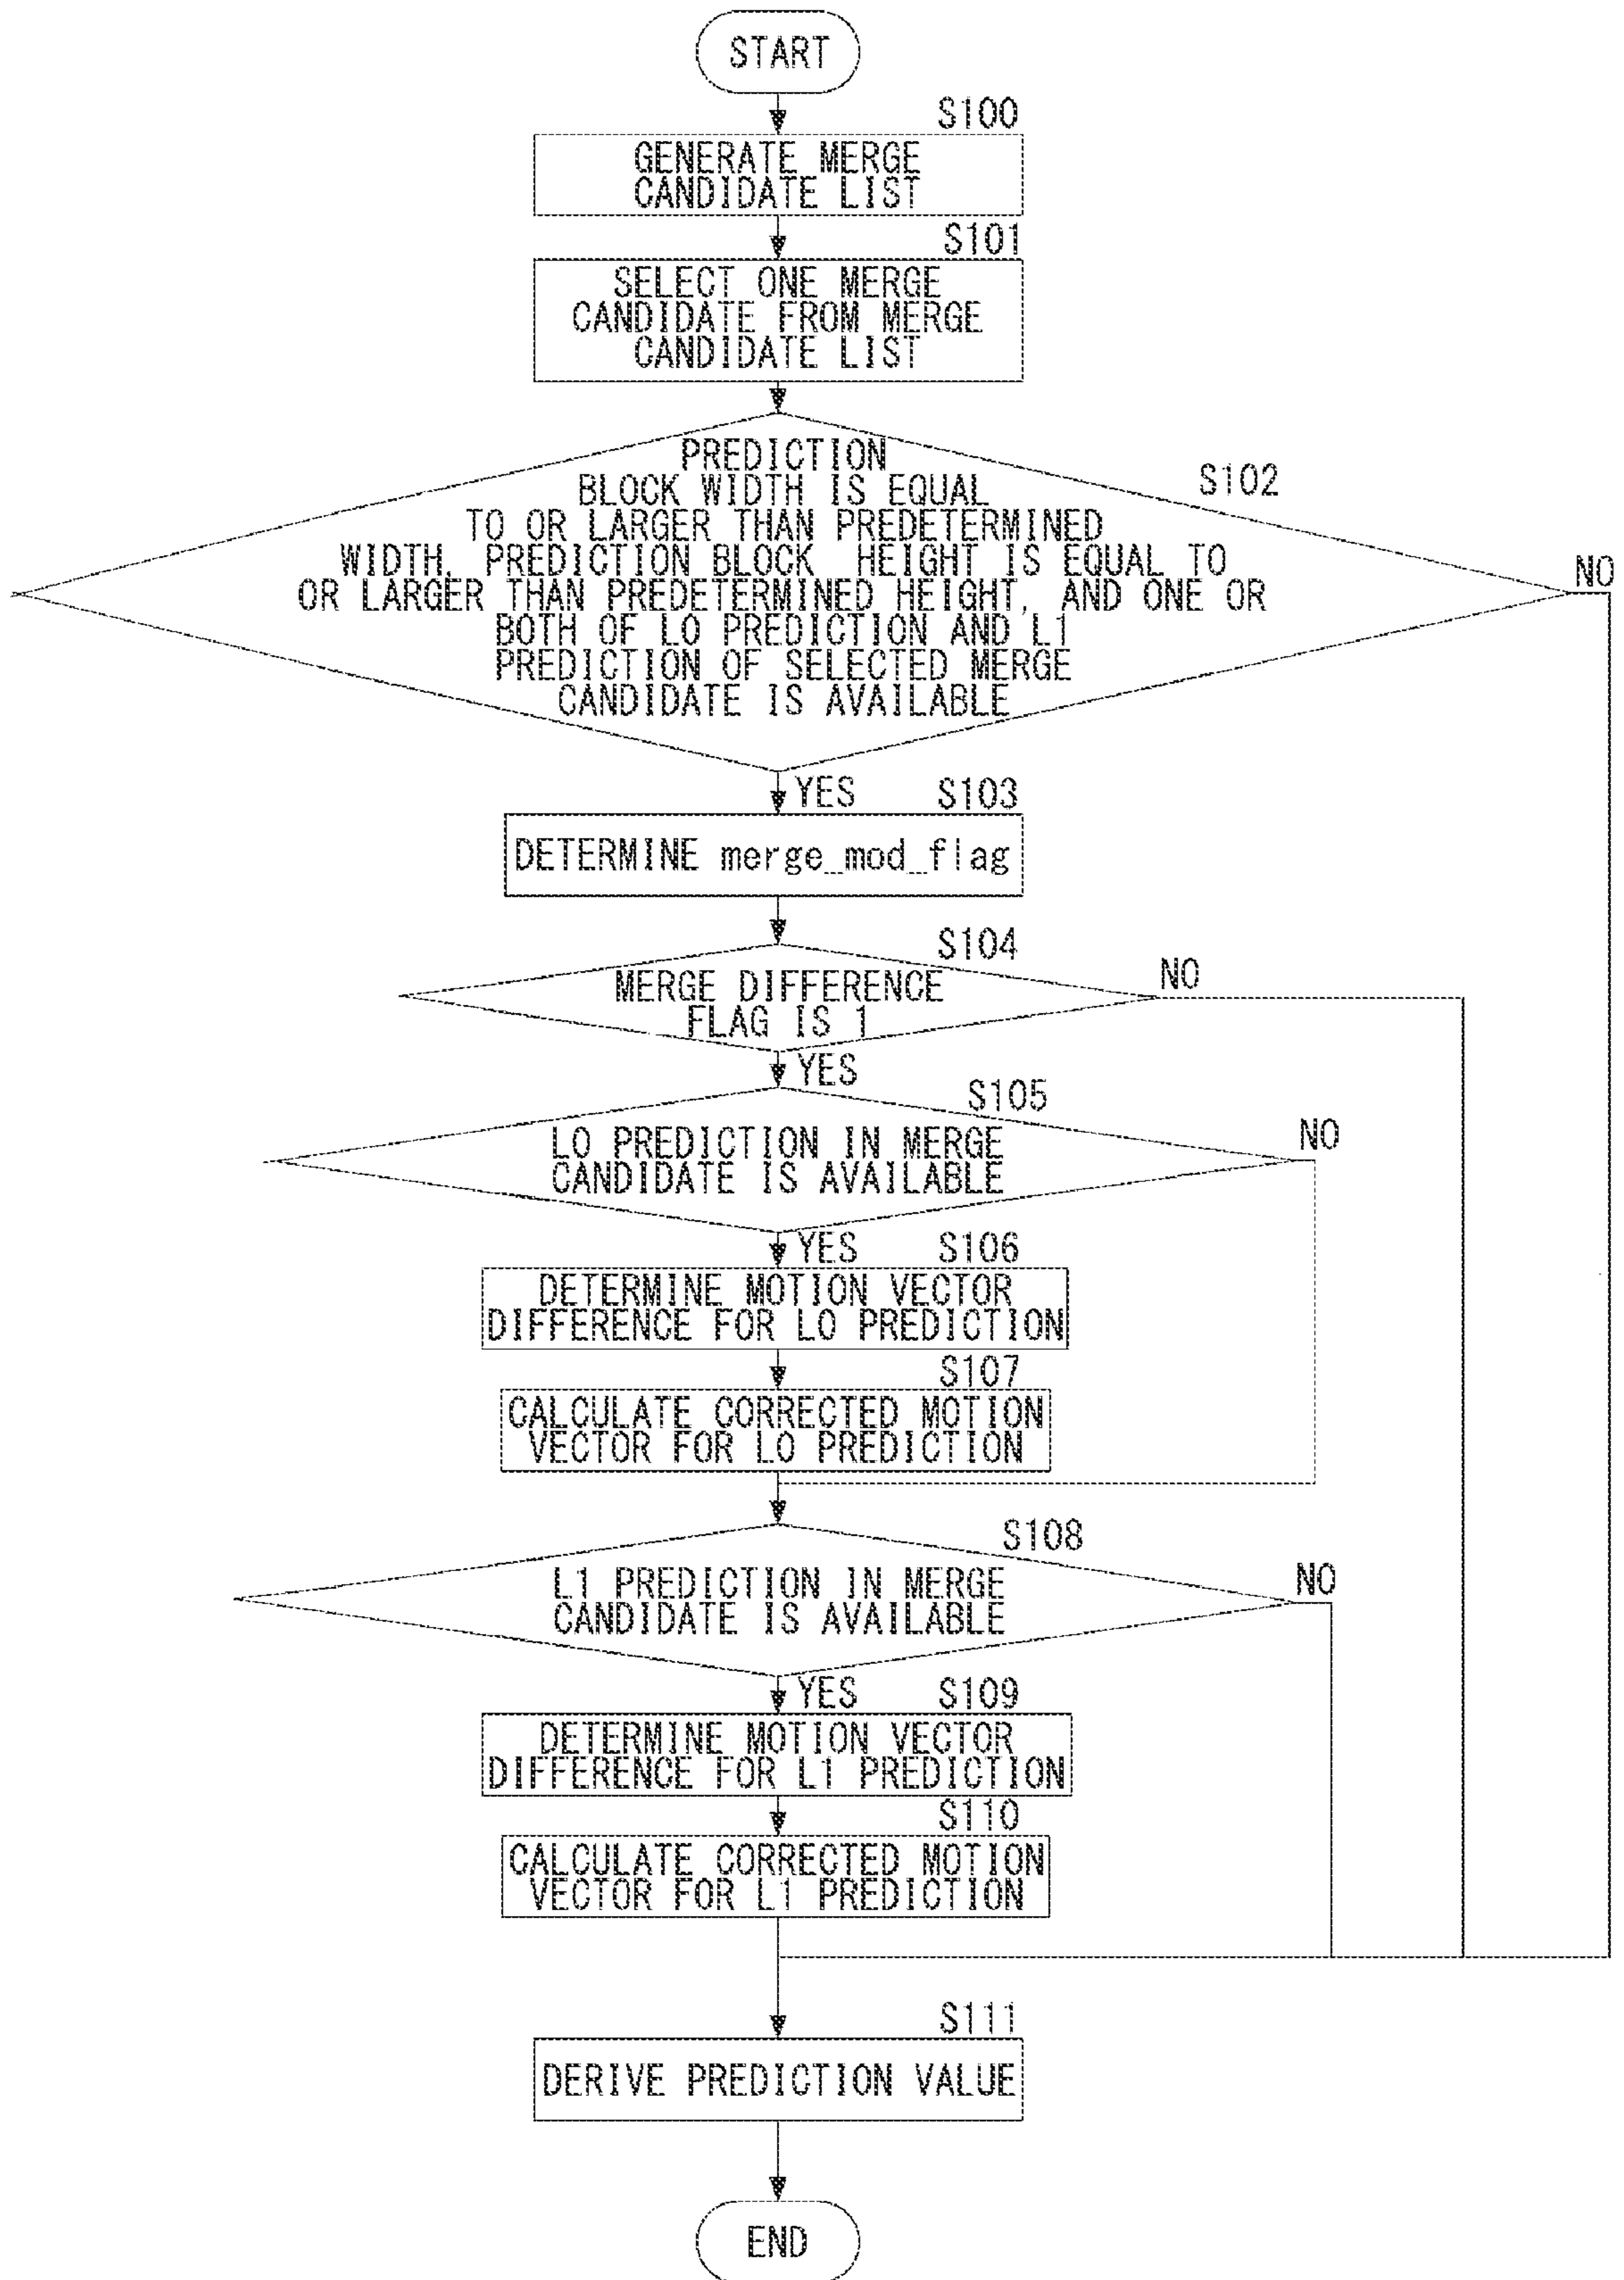 START
S100
GENERATE MERGE
CANDIDATE LIST
S101
SELECT ONE MERGE
CANDIDATE FROM MERGE
CANDIDATE LIST
S102
PREDICTION
BLOCK WIDTH IS EQUAL
TO OR LARGER THAN PREDETERMINED
WIDTH, PREDICTION BLOCK HEIGHT IS EQUAL TO
OR LARGER THAN PREDETERMINED HEIGHT, AND ONE OR
BOTH OF L0 PREDICTION AND L1
PREDICTION OF SELECTED MERGE
CANDIDATE IS AVAILABLE
NO
YES
S103
DETERMINE merge_mod_flag
S104
MERGE DIFFERENCE
FLAG IS 1
NO
YES
S105
L0 PREDICTION IN MERGE
CANDIDATE IS AVAILABLE
NO
YES
S106
DETERMINE MOTION VECTOR
DIFFERENCE FOR L0 PREDICTION
S107
CALCULATE CORRECTED MOTION
VECTOR FOR L0 PREDICTION
S108
L1 PREDICTION IN MERGE
CANDIDATE IS AVAILABLE
NO
YES
S109
DETERMINE MOTION VECTOR
DIFFERENCE FOR L1 PREDICTION
S110
CALCULATE CORRECTED MOTION
VECTOR FOR L1 PREDICTION
S111
DERIVE PREDICTION VALUE
END